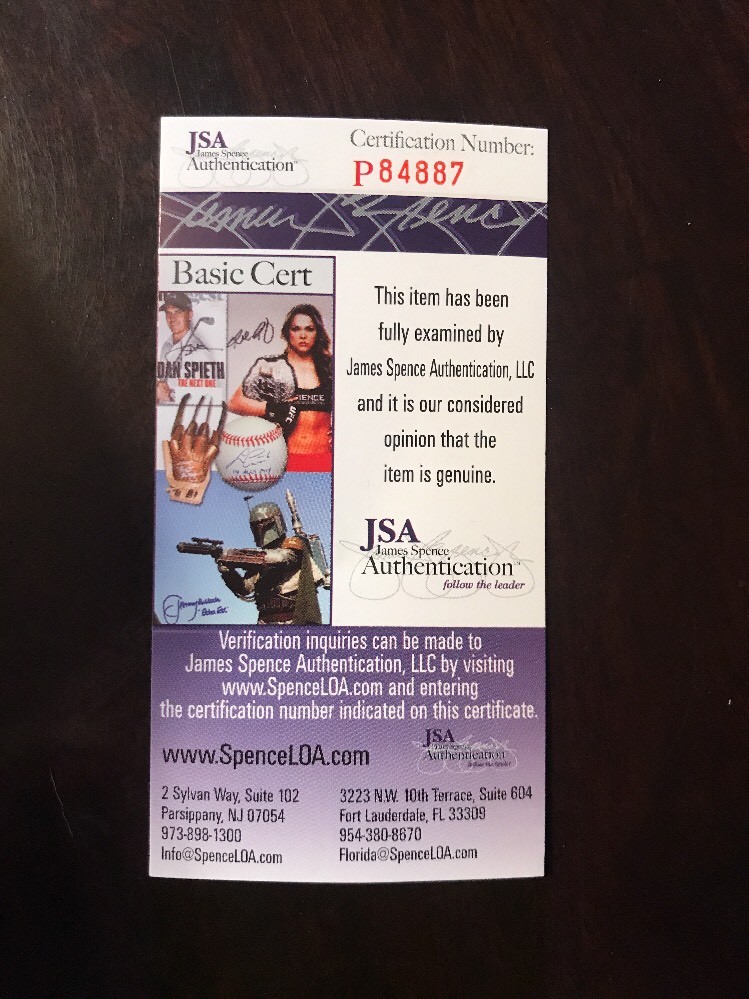 JSA
James Spence
Authentication™
Certification Number:
P84887
James Spence
Basic Cert
DAN SPIETH
THE NEXT ONE
UFC
This item has been
fully examined by
James Spence Authentication, LLC
and it is our considered
opinion that the
item is genuine.
JSA
James Spence
Authentication™
follow the leader
Verification inquiries can be made to
James Spence Authentication, LLC by visiting
www.SpenceLOA.com and entering
the certification number indicated on this certificate.
www.SpenceLOA.com
JSA
Authentication
2 Sylvan Way, Suite 102
Parsippany, NJ 07054
973-898-1300
Info@SpenceLOA.com
3223 N.W. 10th Terrace, Suite 604
Fort Lauderdale, FL 33309
954-380-8670
Florida@SpenceLOA.com